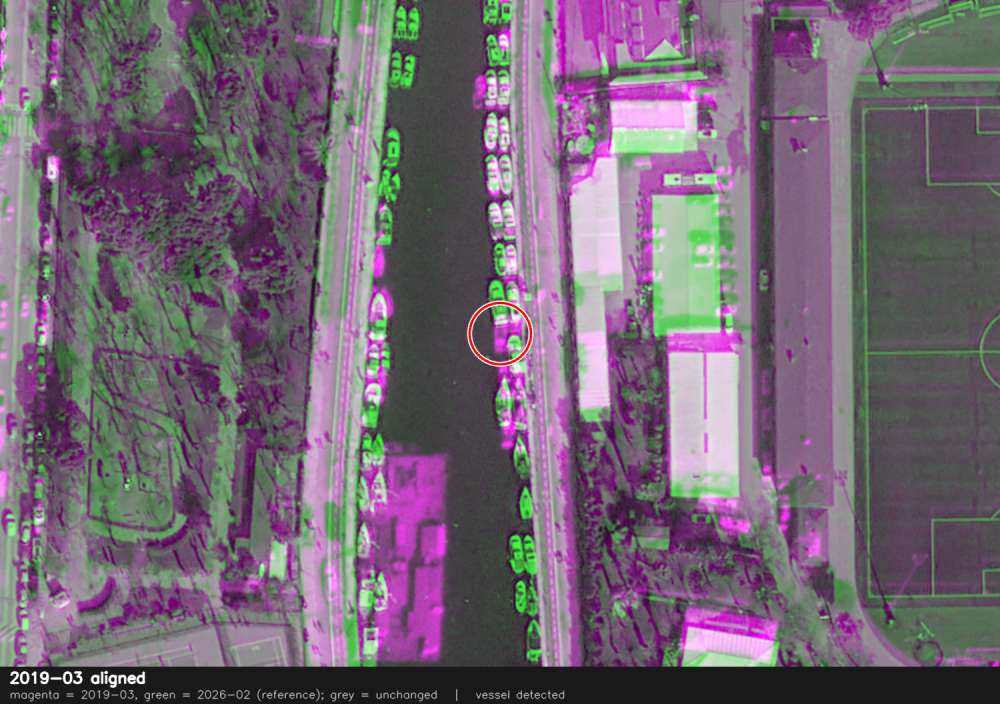 2019-03 aligned
magenta = 2019-03, green = 2026-02 (reference); grey = unchanged | vessel detected